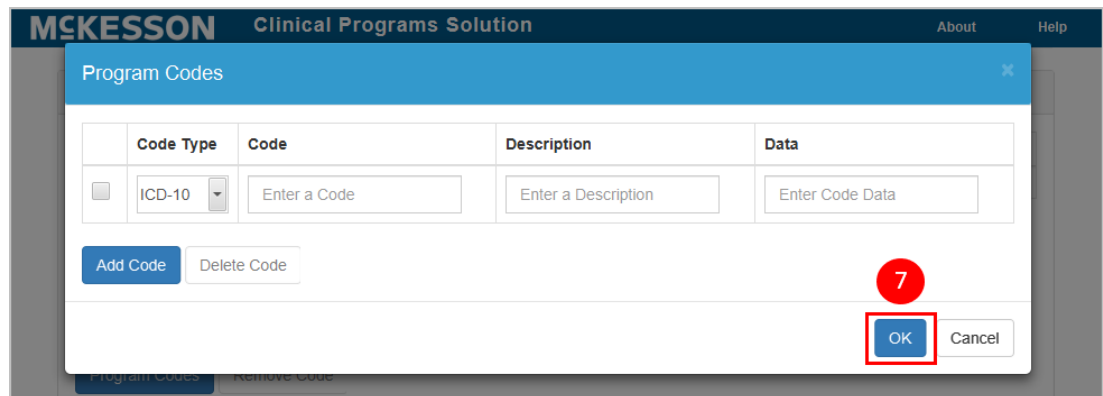 MCKESSON Clinical Programs Solution About Help
Program Codes ×
Code Type Code Description Data
ICD-10 Enter a Code Enter a Description Enter Code Data
Add Code Delete Code
7
OK Cancel
Program Codes Remove Code